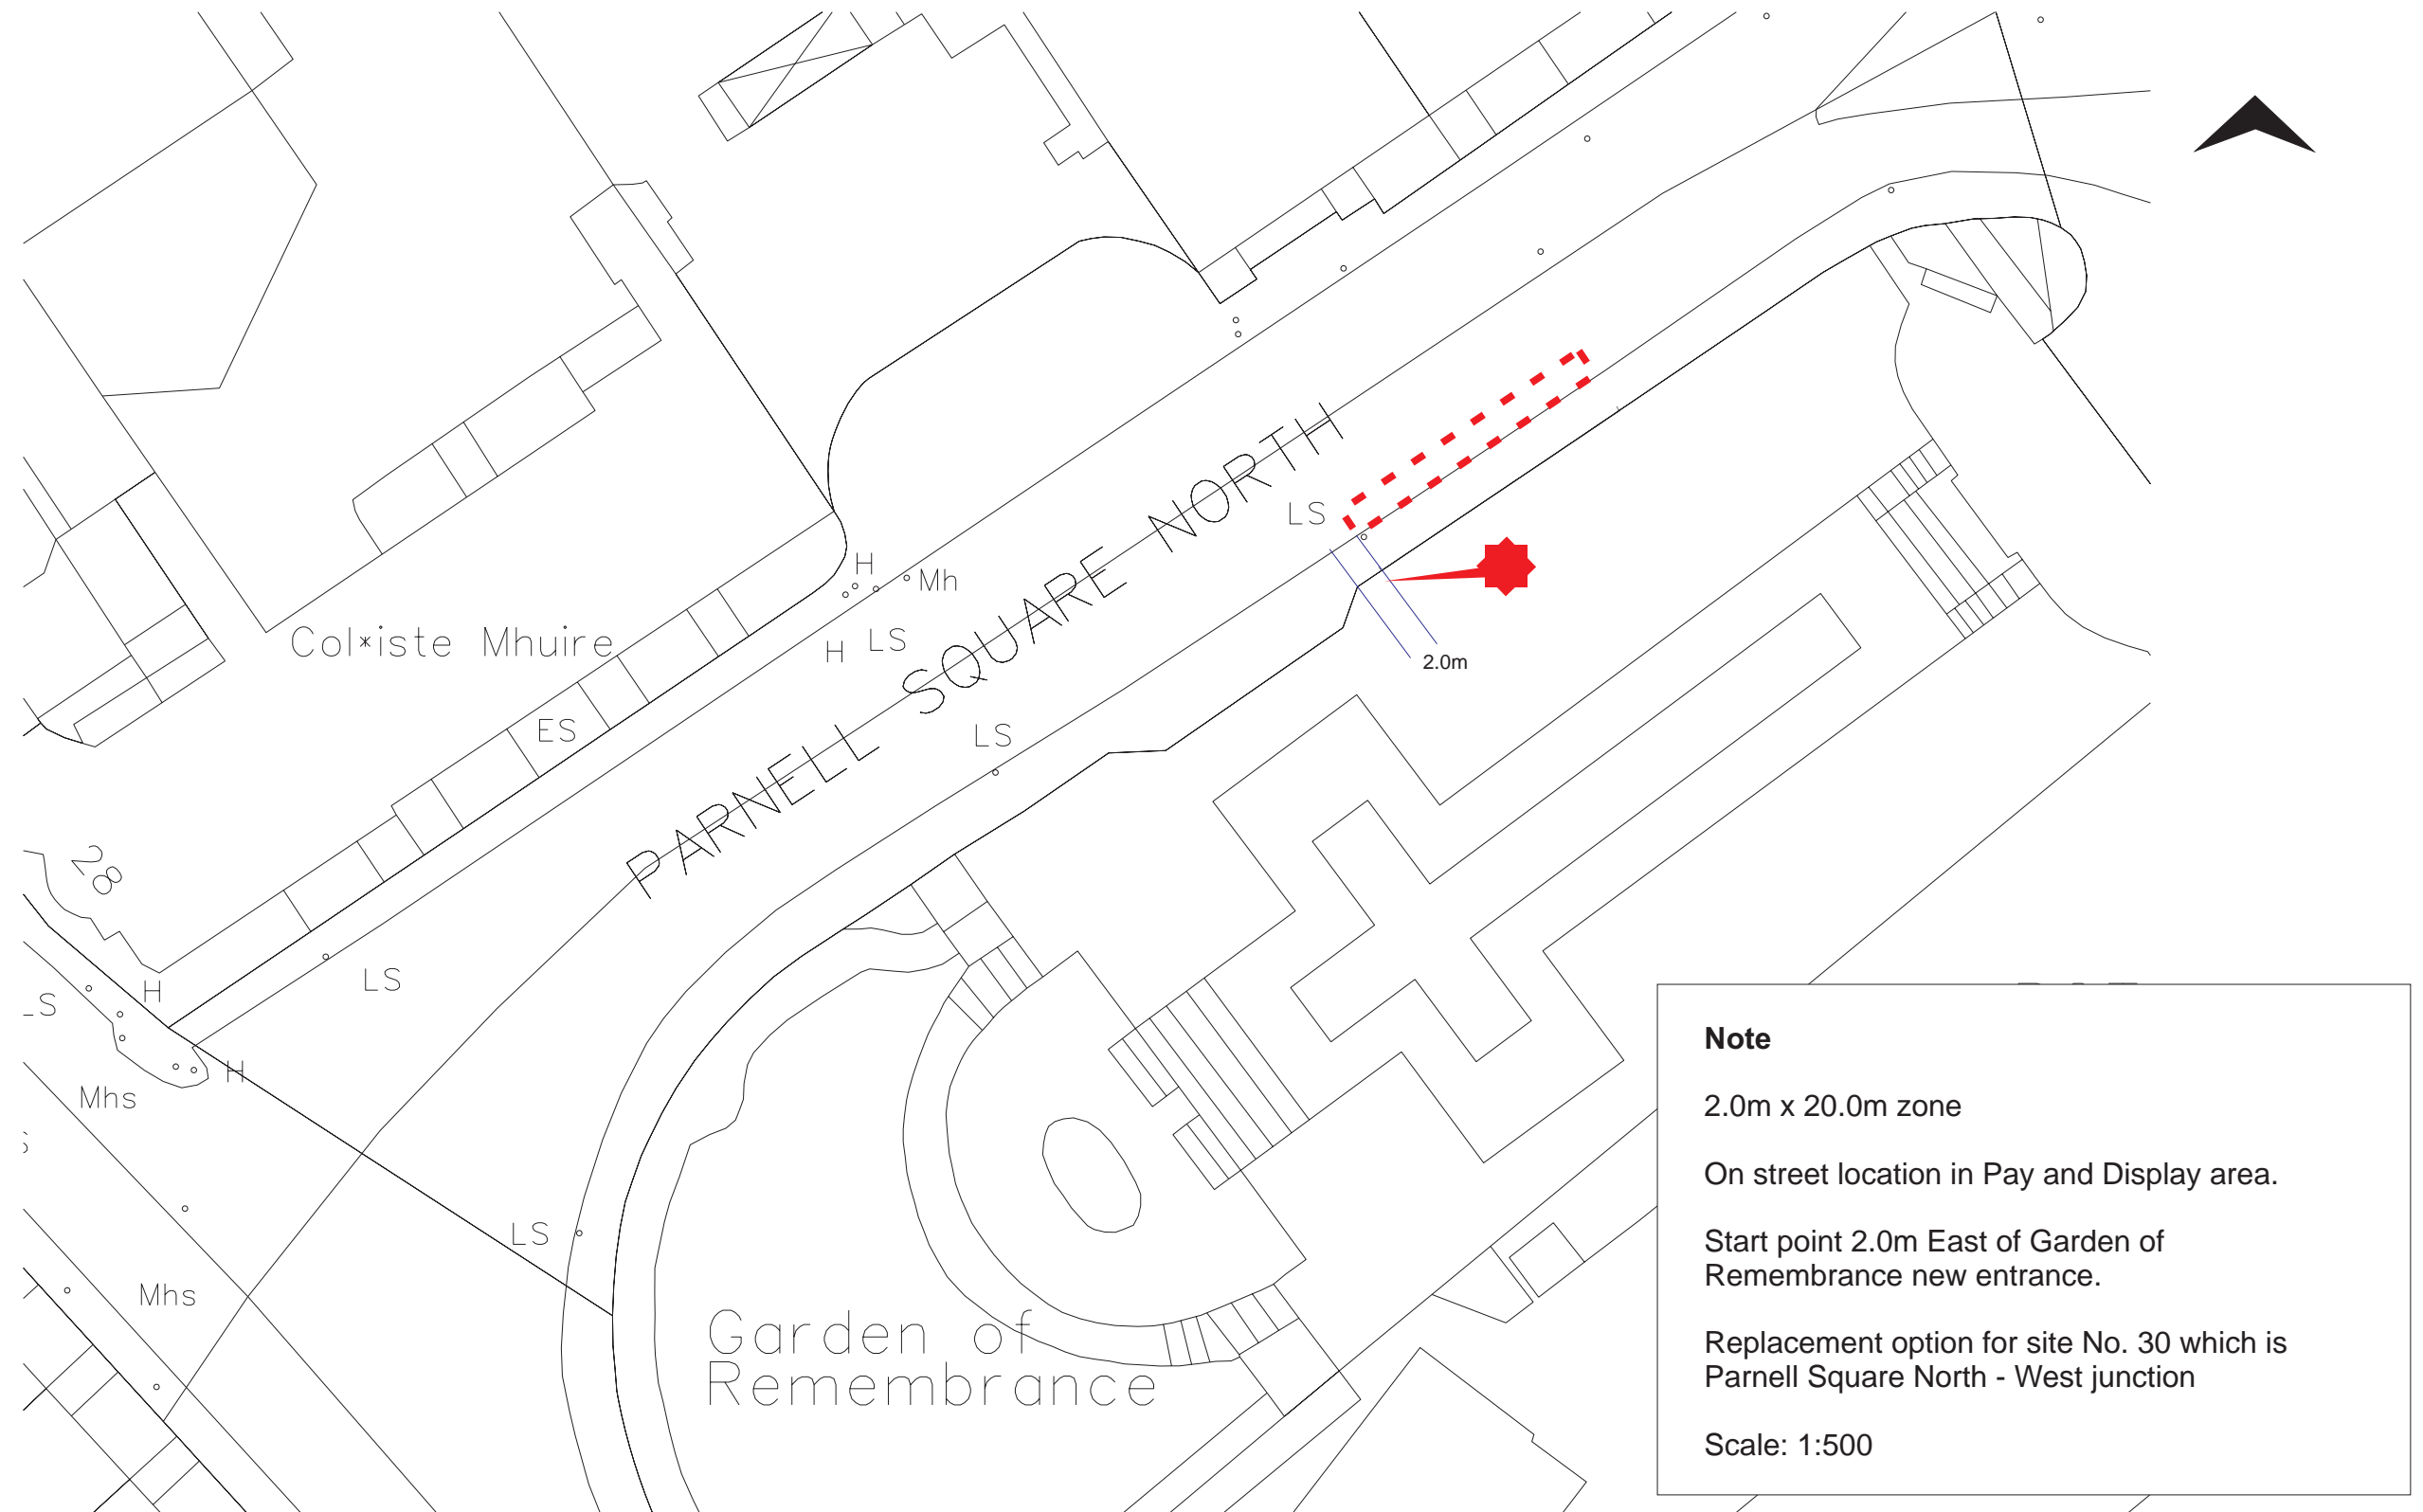 PARNELL SQUARE NORTH
LS
H
Mh
H
LS
Col*iste Mhuire
2.0m
ES
LS
28
LS
H
LS
H
Mhs
LS
Mhs
Garden of
Remembrance
Note
2.0m x 20.0m zone
On street location in Pay and Display area.
Start point 2.0m East of Garden of
Remembrance new entrance.
Replacement option for site No. 30 which is
Parnell Square North - West junction
Scale: 1:500